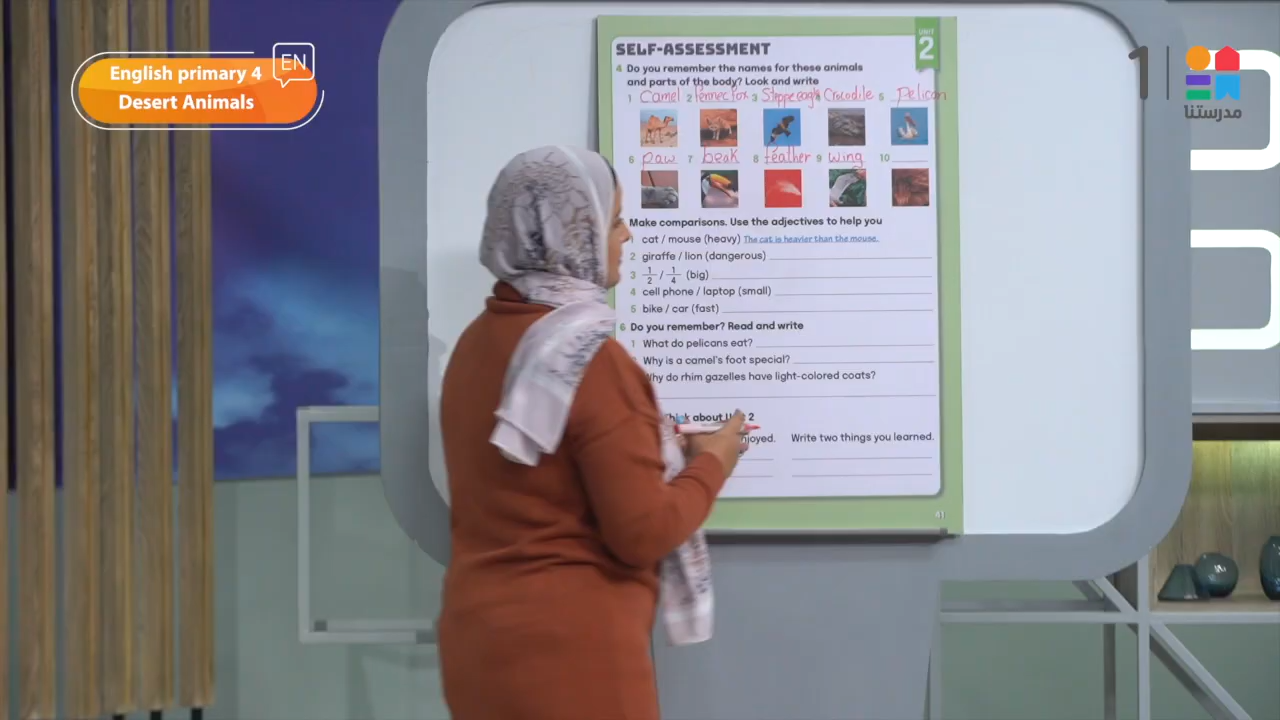 English primary 4
EN
Desert Animals
1
مدرستنا
Unit
2
SELF-ASSESSMENT
4 Do you remember the names for these animals
and parts of the body? Look and write
1 Camel 2 Fennec fox 3 Steppe eagle 4 Crocodile 5 pelican
6 paw 7 beak 8 feather 9 wing 10
Make comparisons. Use the adjectives to help you
1 cat / mouse (heavy) The cat is heavier than the mouse.
2 giraffe / lion (dangerous)
3 1/2 / 1/4 (big)
4 cell phone / laptop (small)
5 bike / car (fast)
6 Do you remember? Read and write
1 What do pelicans eat?
Why is a camel's foot special?
Why do rhim gazelles have light-colored coats?
Think about Unit 2
enjoyed. Write two things you learned.
41